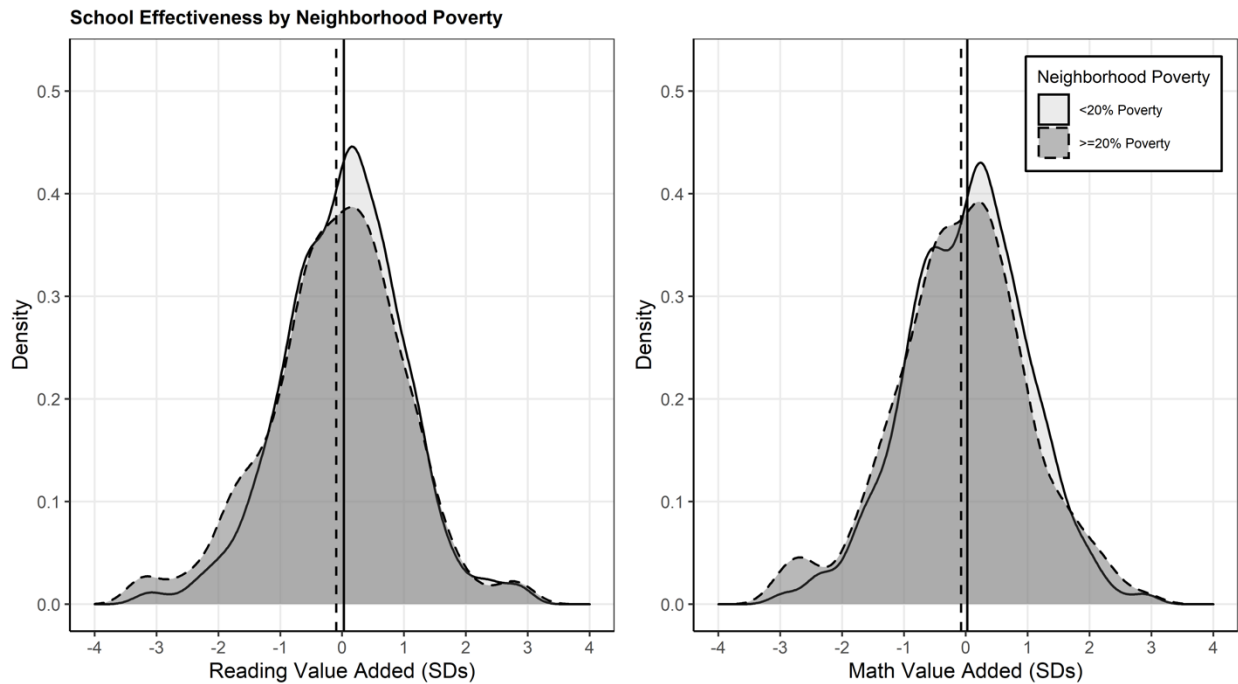 School Effectiveness by Neighborhood Poverty
0.5
0.4
0.3
0.2
0.1
0.0
Density
-4 -3 -2 -1 0 1 2 3 4
Reading Value Added (SDs)
0.5
0.4
0.3
0.2
0.1
0.0
Density
-4 -3 -2 -1 0 1 2 3 4
Math Value Added (SDs)
Neighborhood Poverty
<20% Poverty
>=20% Poverty